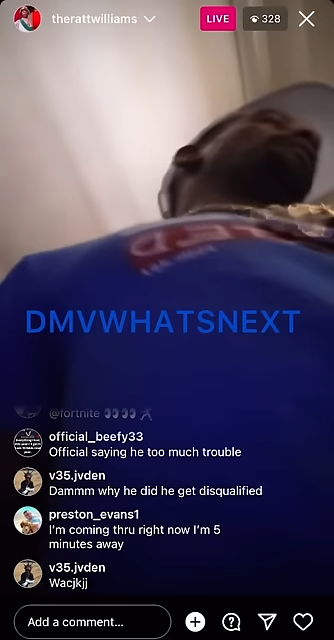 therattwilliams
LIVE
328
DMVWHATSNEXT
@fortnite 👀👀
official_beefy33
Official saying he too much trouble
v35.jvden
Dammm why he did he get disqualified
preston_evans1
I'm coming thru right now I'm 5
minutes away
v35.jvden
Wacjkjj
Add a comment...